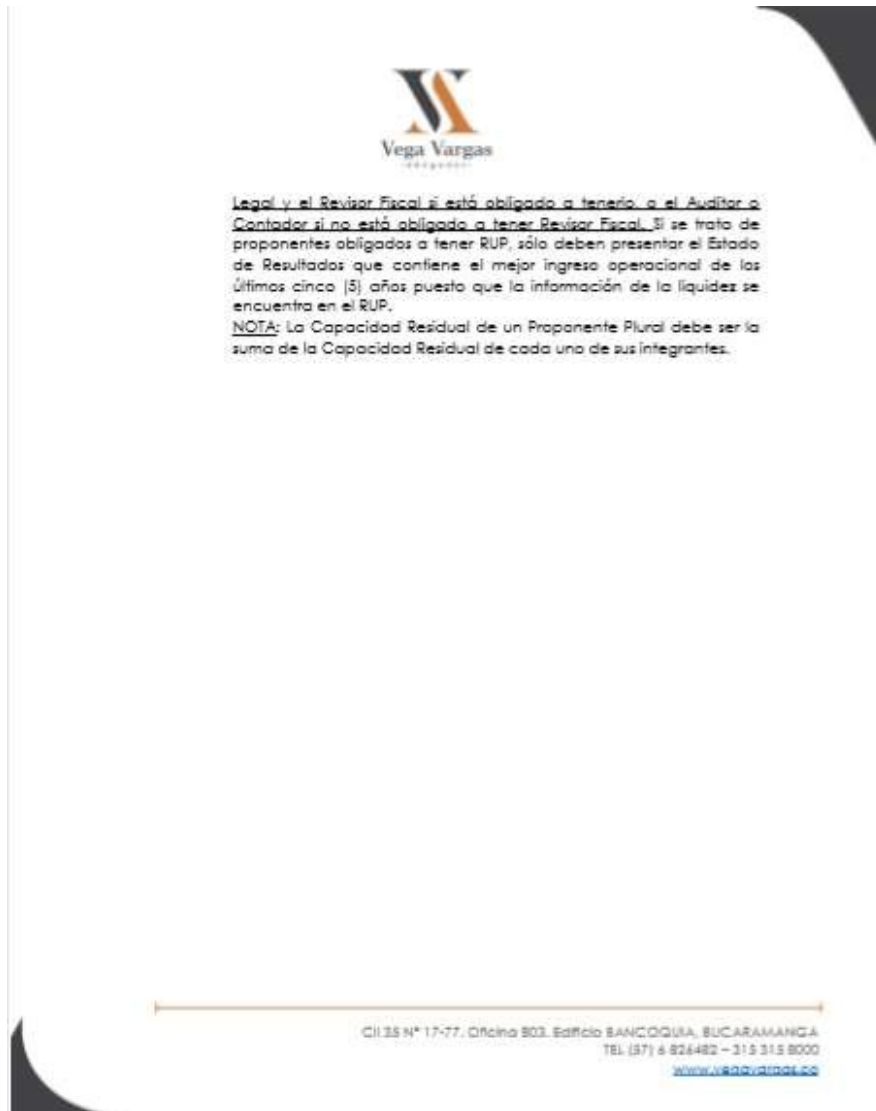 Vega Vargas
abogados
Legal y el Revisor Fiscal si está obligado a tenerlo, o el Auditor o
Contador si no está obligado a tener Revisor Fiscal. Si se trata de
proponentes obligados a tener RUP, sólo deben presentar el Estado
de Resultados que contiene el mejor ingreso operacional de los
últimos cinco (5) años puesto que la información de la liquidez se
encuentra en el RUP.
NOTA: La Capacidad Residual de un Proponente Plural debe ser la
suma de la Capacidad Residual de cada uno de sus integrantes.
Cll 35 N° 17-77. Oficina 803. Edificio BANCOQUIA, BUCARAMANGA
TEL (57) 6 826482 – 315 315 8000
www.vegavargas.co